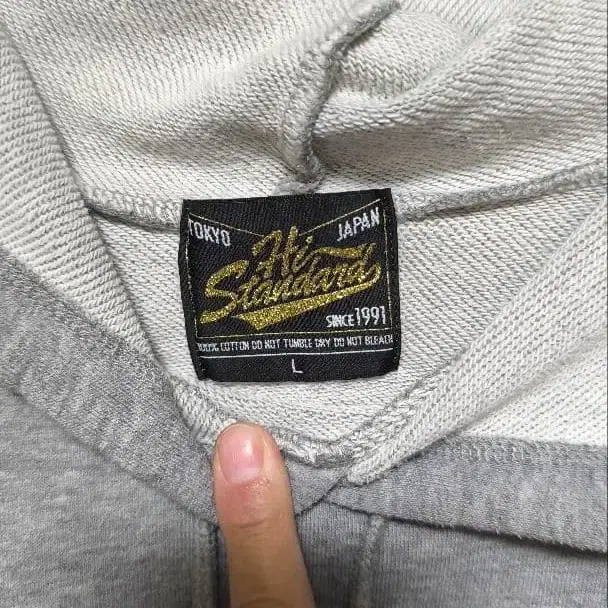 TOKYO JAPAN
Hi
Standard
SINCE 1991
100% COTTON DO NOT TUMBLE DRY DO NOT BLEACH
L